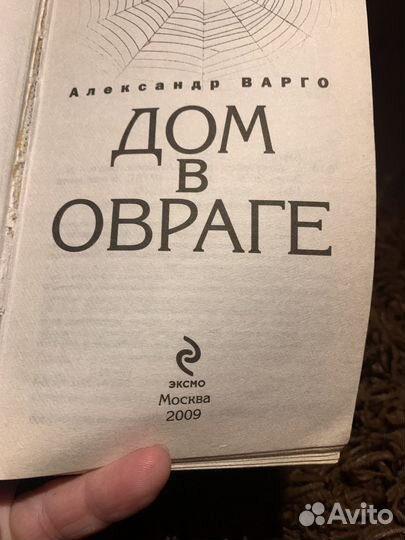 Александр ВАРГО
ДОМ
В
ОВРАГЕ
ЭКСМО
Москва
2009
Avito